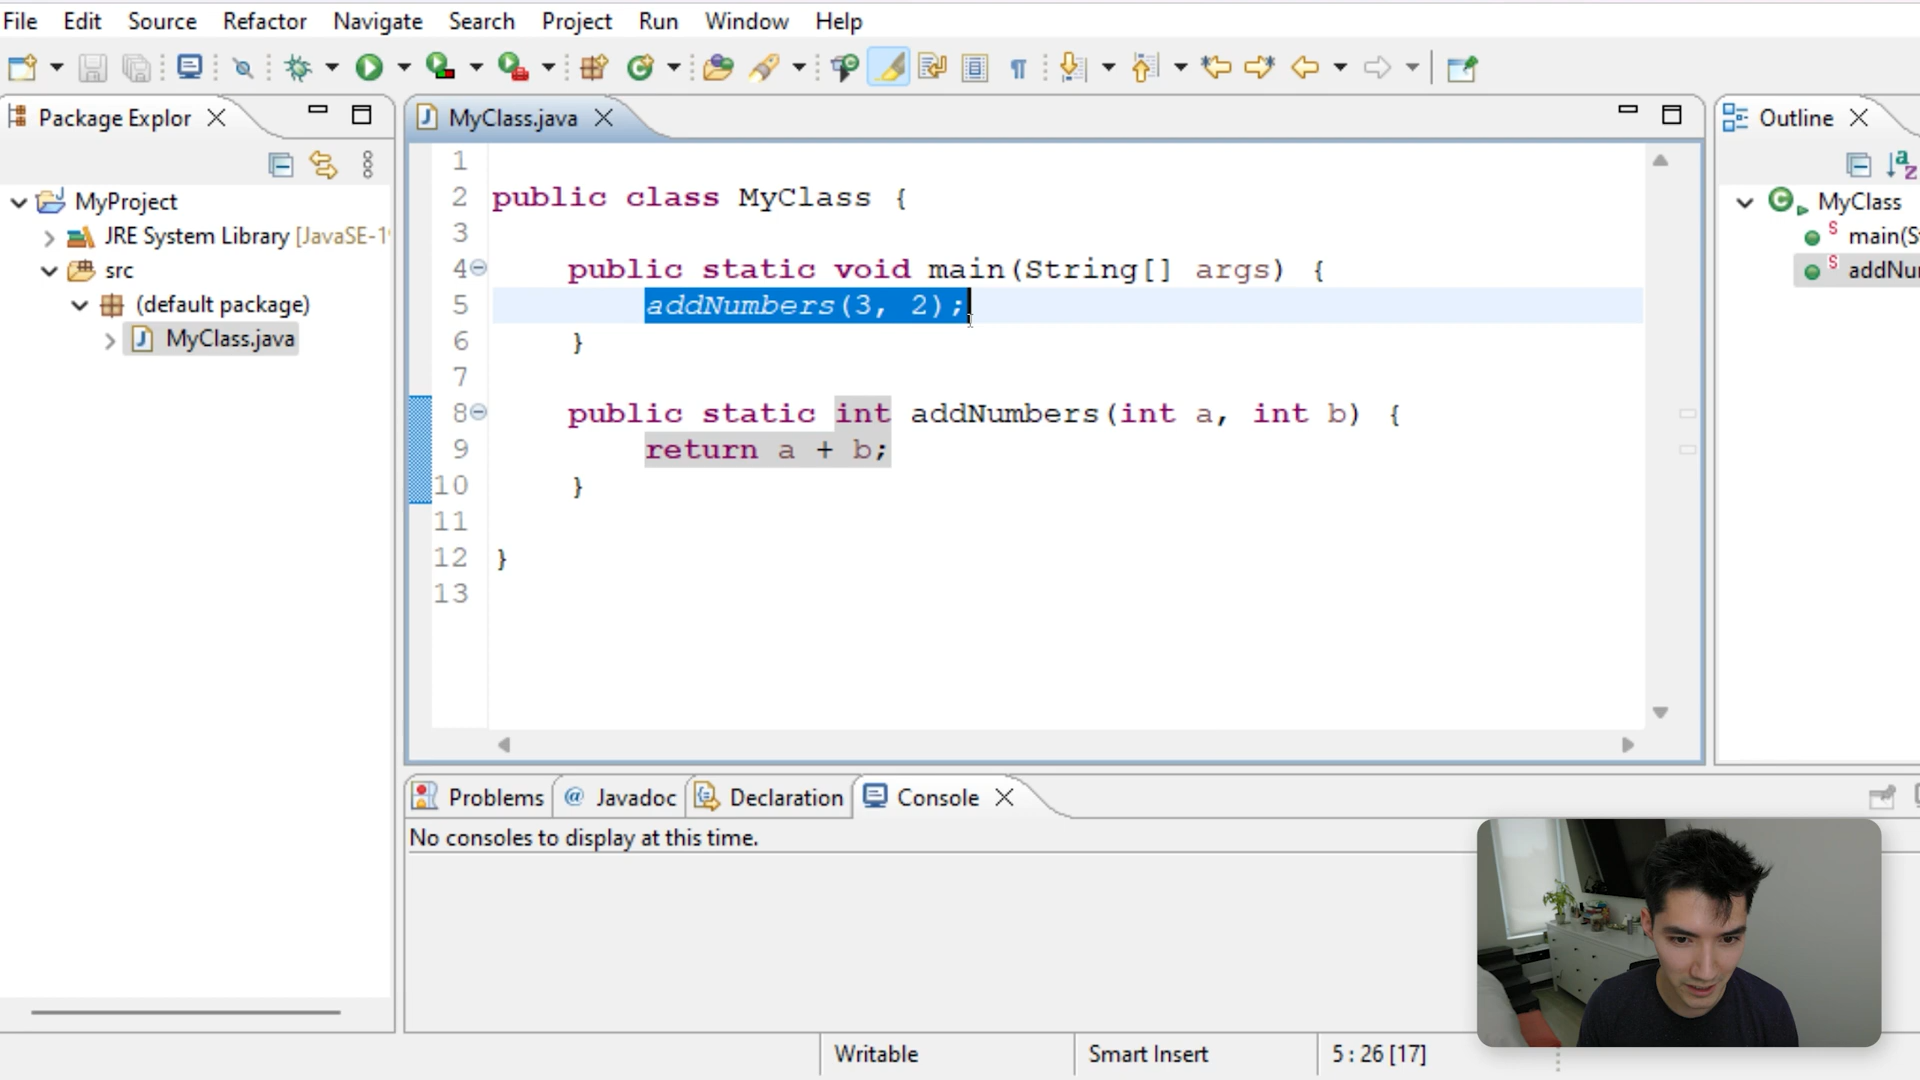 File Edit Source Refactor Navigate Search Project Run Window Help
Package Explor
MyProject
JRE System Library [JavaSE-1
src
(default package)
MyClass.java
MyClass.java
1
2 public class MyClass {
3
4 public static void main(String[] args) {
5 addNumbers(3, 2);
6 }
7
8 public static int addNumbers(int a, int b) {
9 return a + b;
10 }
11
12 }
13
Outline
MyClass
main(S
addNu
Problems Javadoc Declaration Console
No consoles to display at this time.
Writable Smart Insert 5 : 26 [17]